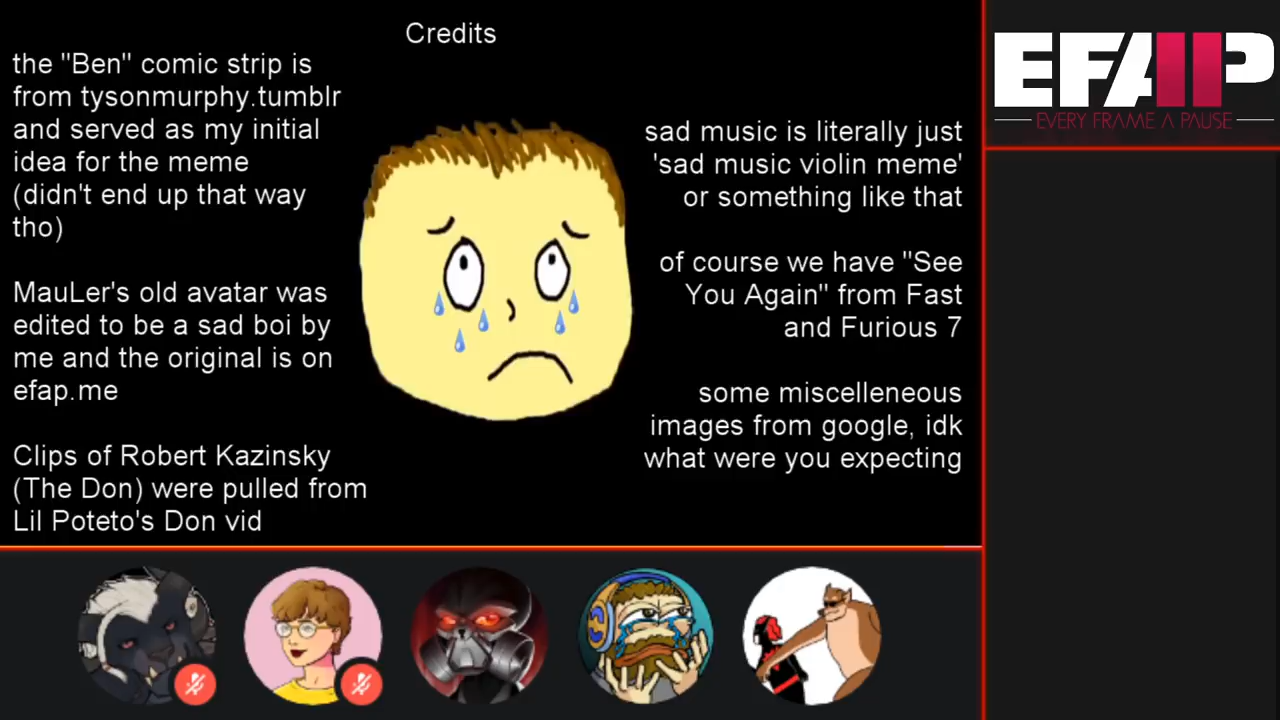 Credits
the "Ben" comic strip is
from tysonmurphy.tumblr
and served as my initial
idea for the meme
(didn't end up that way
tho)
MauLer's old avatar was
edited to be a sad boi by
me and the original is on
efap.me
Clips of Robert Kazinsky
(The Don) were pulled from
Lil Poteto's Don vid
sad music is literally just
'sad music violin meme'
or something like that
of course we have "See
You Again" from Fast
and Furious 7
some miscelleneous
images from google, idk
what were you expecting
EFAP
EVERY FRAME A PAUSE